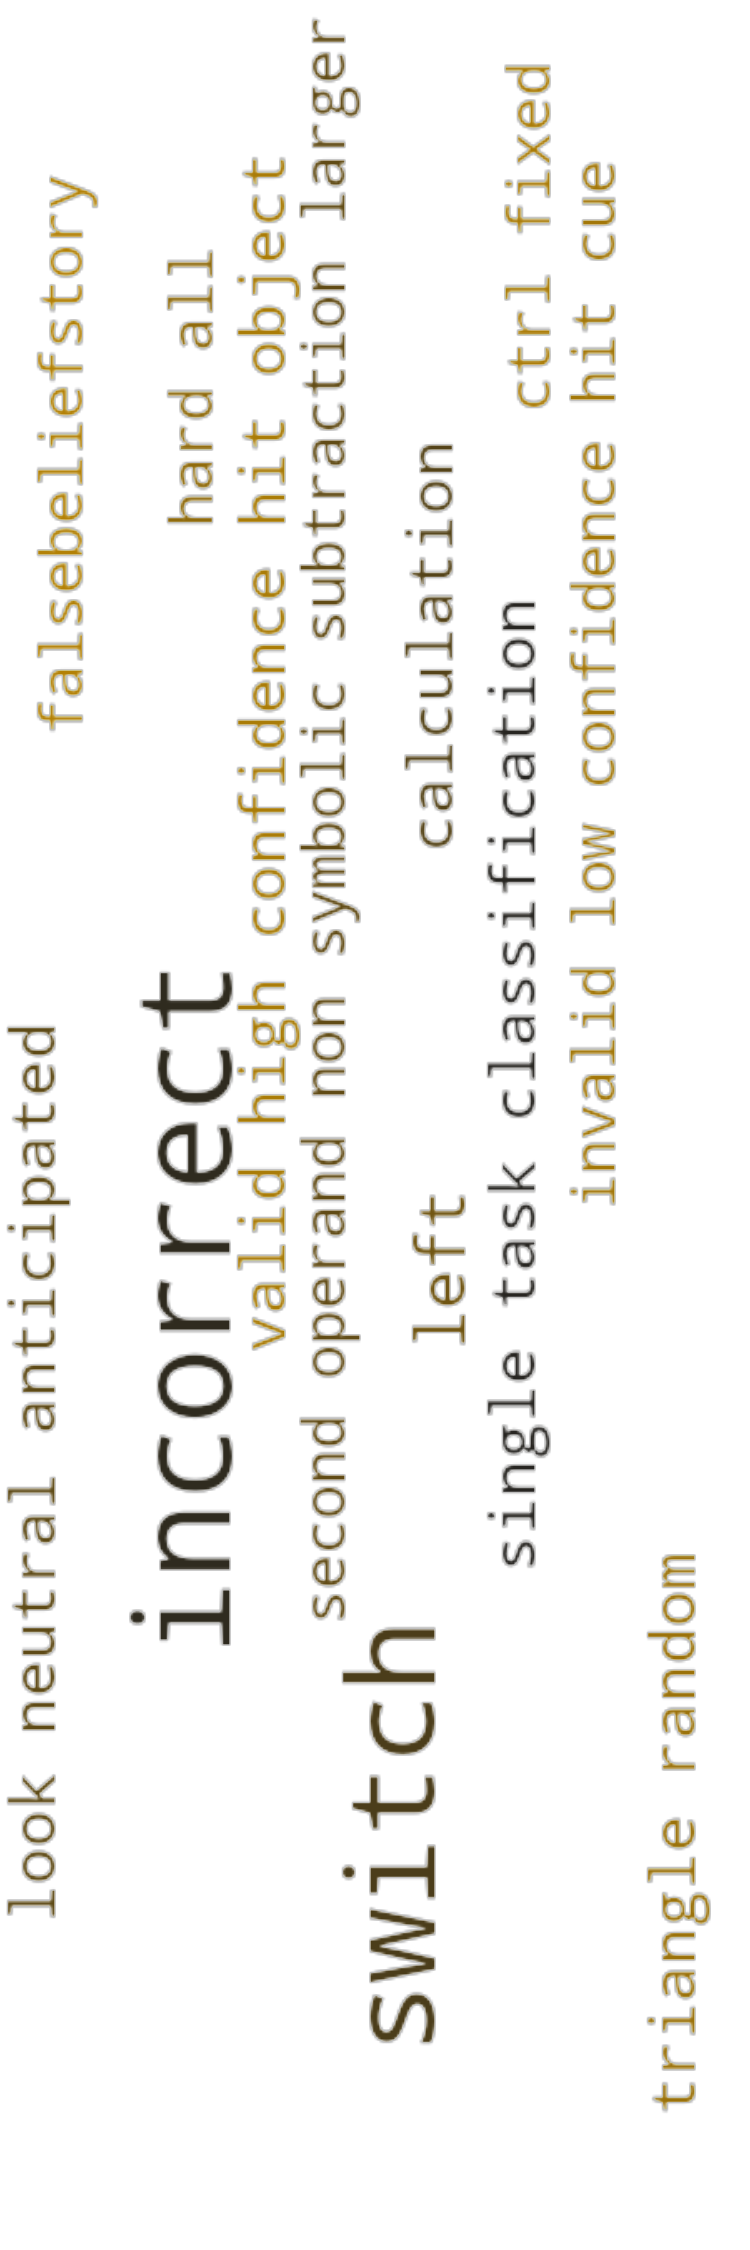 look neutral anticipated
falsebeliefstory
incorrect
hard all
valid high confidence hit object
second operand non symbolic subtraction larger
switch
left
calculation
single task classification
ctrl fixed
invalid low confidence hit cue
triangle random